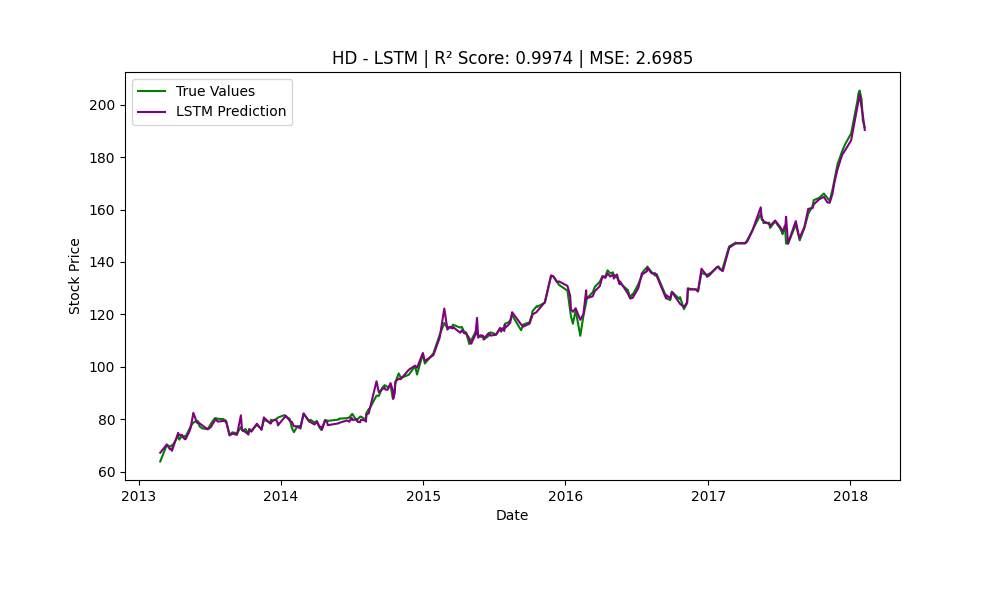 HD - LSTM | R² Score: 0.9974 | MSE: 2.6985
True Values
LSTM Prediction
200
180
160
140
120
100
80
60
Stock Price
2013 2014 2015 2016 2017 2018
Date